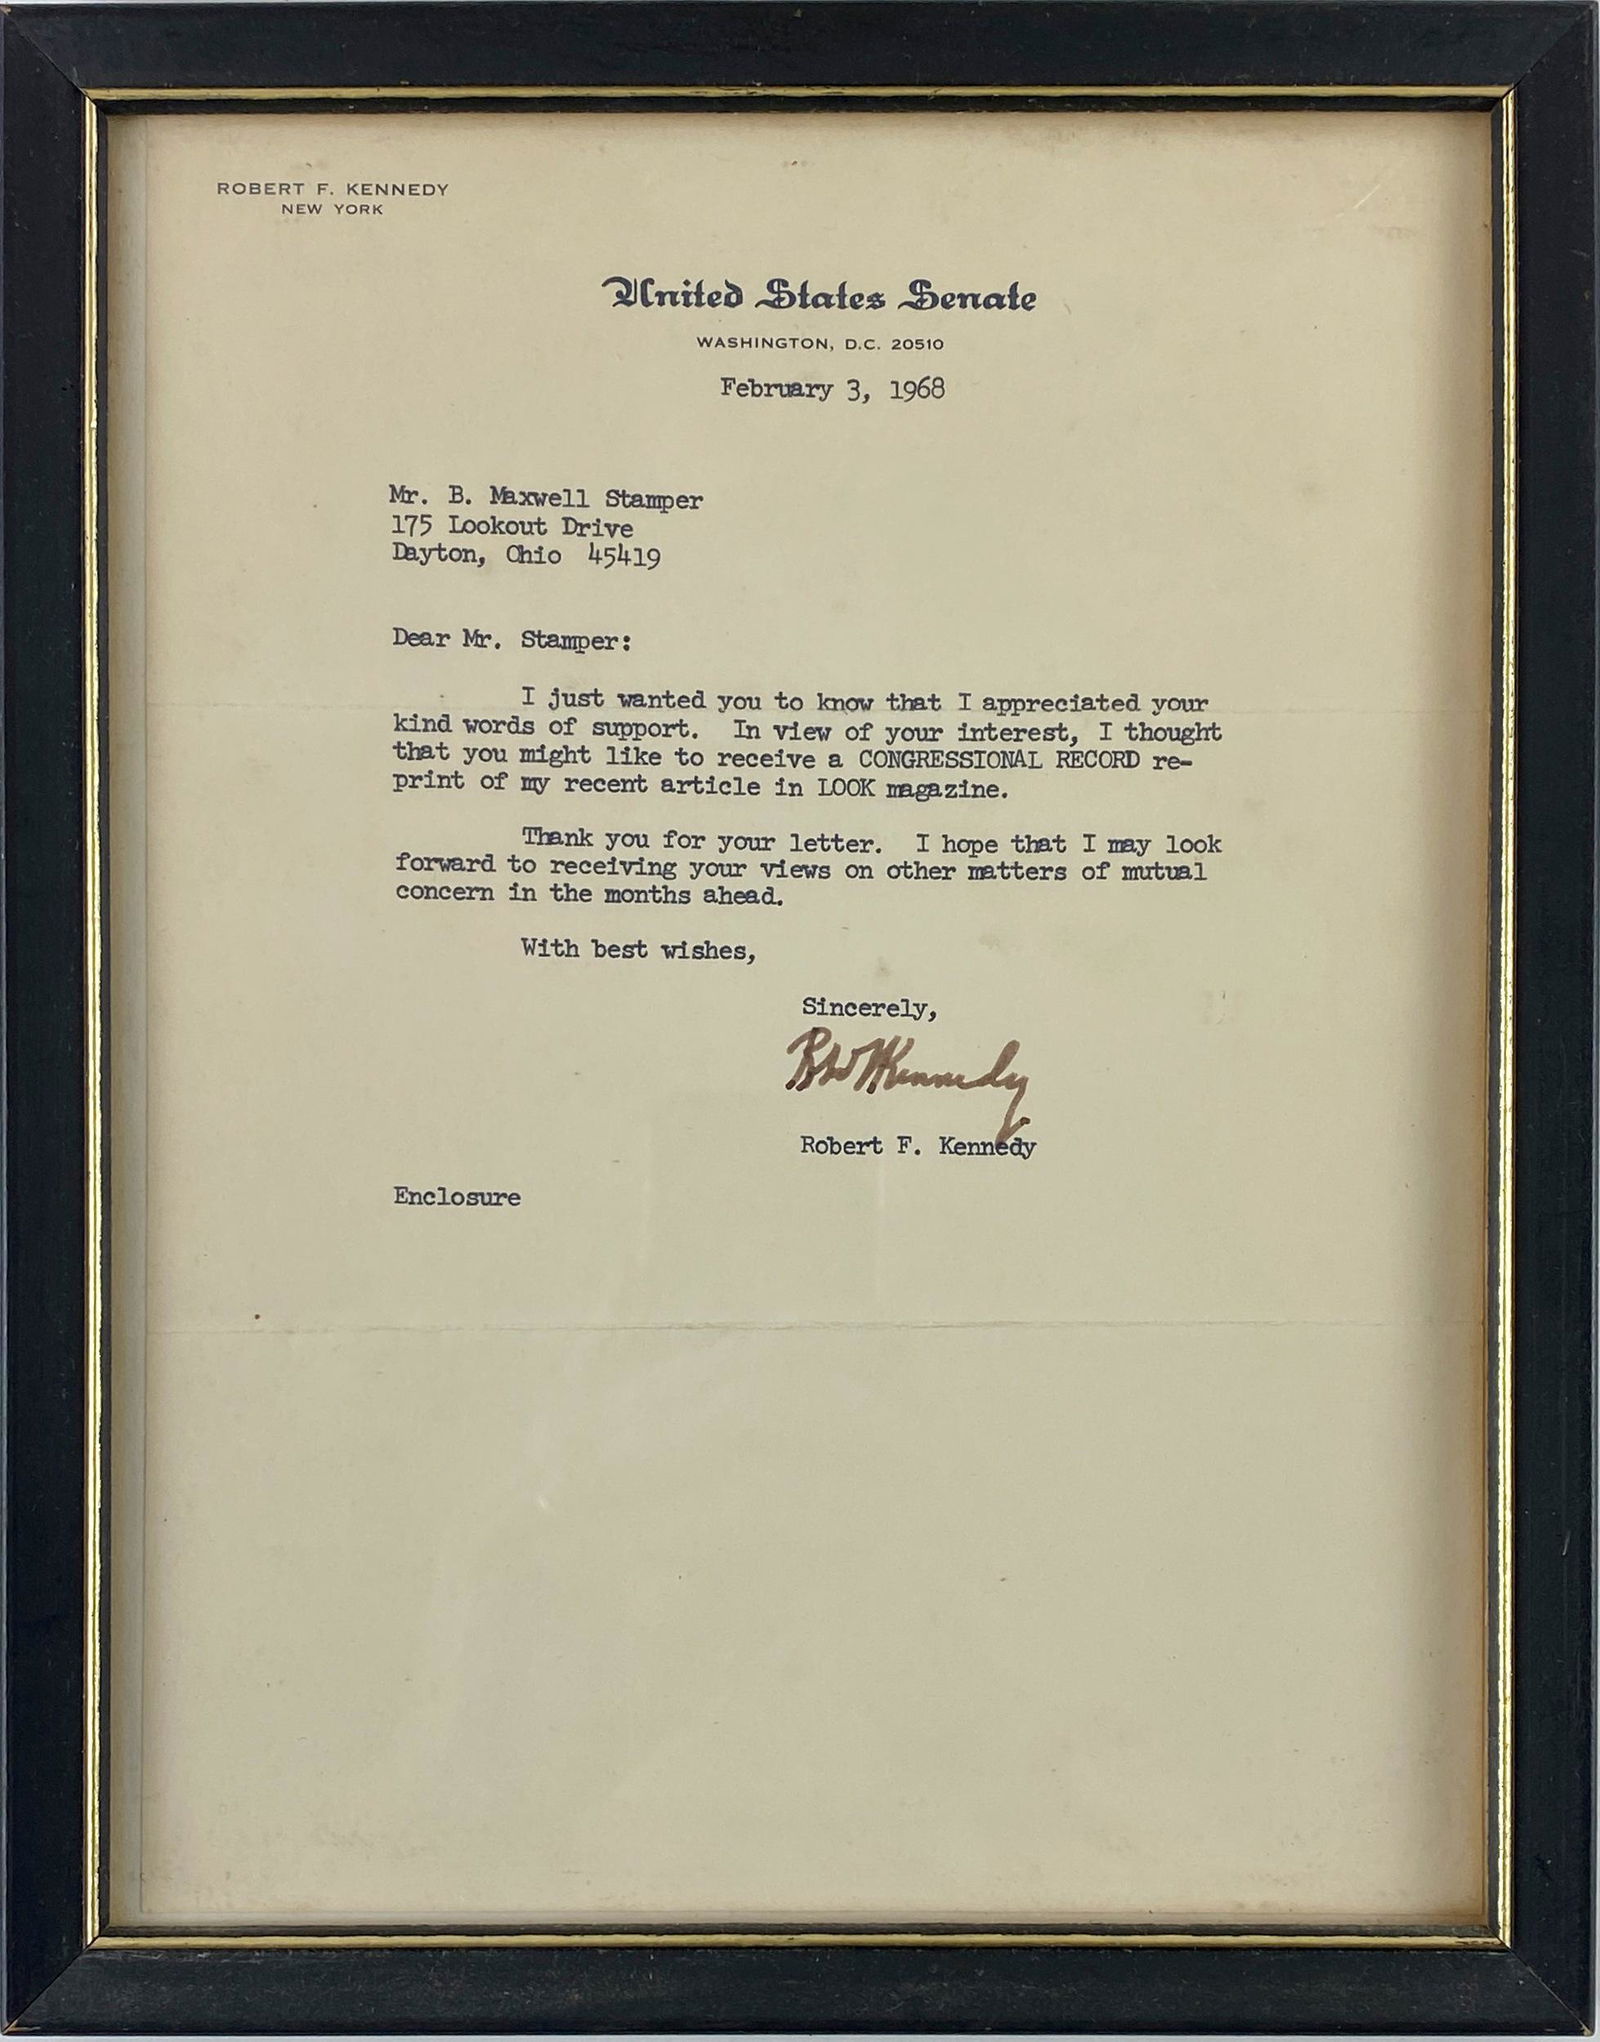 ROBERT F. KENNEDY
NEW YORK
United States Senate
WASHINGTON, D.C. 20510
February 3, 1968
Mr. B. Maxwell Stamper
175 Lookout Drive
Dayton, Ohio 45419
Dear Mr. Stamper:
I just wanted you to know that I appreciated your
kind words of support. In view of your interest, I thought
that you might like to receive a CONGRESSIONAL RECORD re-
print of my recent article in LOOK magazine.
Thank you for your letter. I hope that I may look
forward to receiving your views on other matters of mutual
concern in the months ahead.
With best wishes,
Sincerely,
Kennedy
Robert F. Kennedy
Enclosure